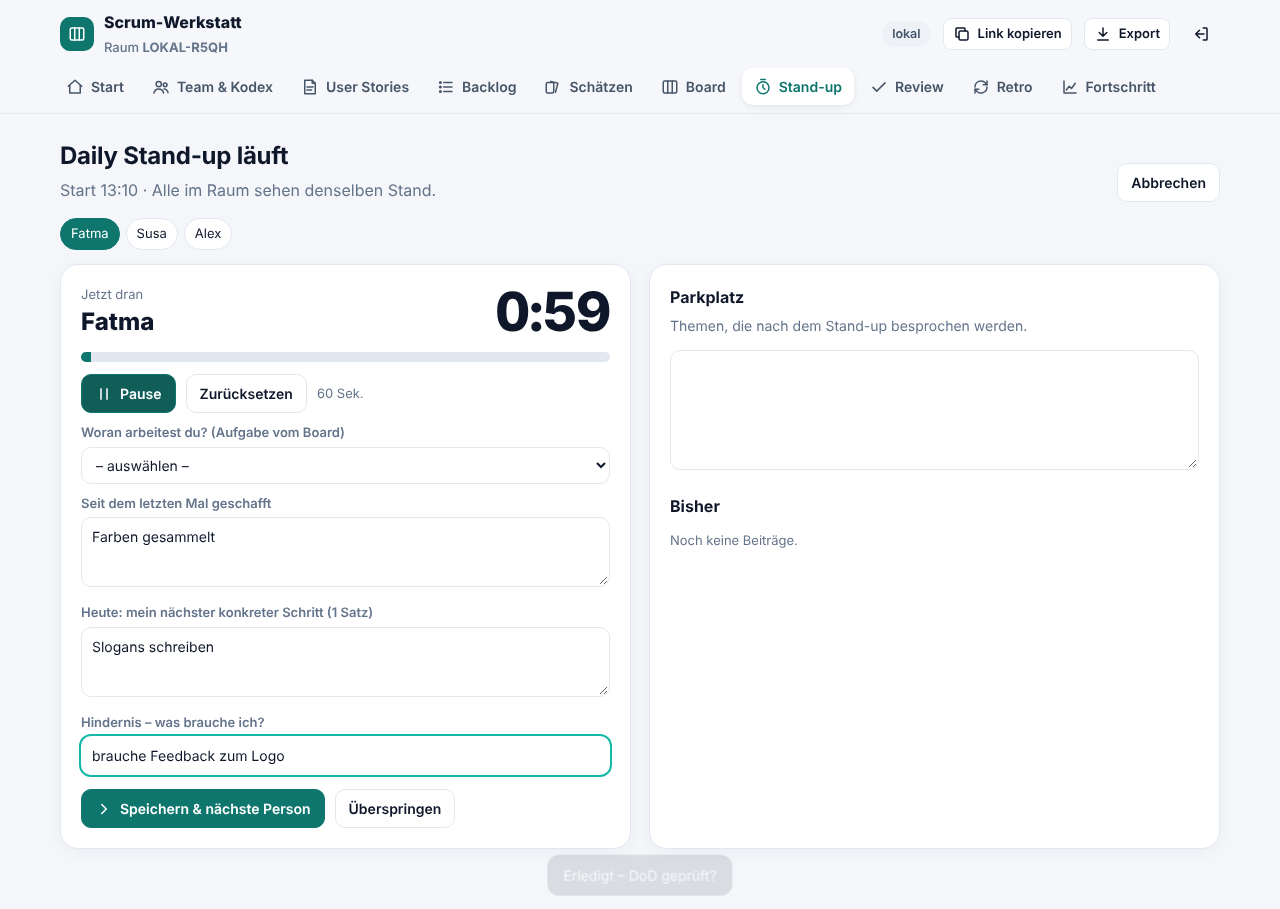 Scrum-Werkstatt
Raum LOKAL-R5QH
lokal
Link kopieren
Export
Start
Team & Kodex
User Stories
Backlog
Schätzen
Board
Stand-up
Review
Retro
Fortschritt
Daily Stand-up läuft
Start 13:10 · Alle im Raum sehen denselben Stand.
Abbrechen
Fatma
Susa
Alex
Jetzt dran
Fatma
0:59
Pause
Zurücksetzen
60 Sek.
Woran arbeitest du? (Aufgabe vom Board)
– auswählen –
Seit dem letzten Mal geschafft
Farben gesammelt
Heute: mein nächster konkreter Schritt (1 Satz)
Slogans schreiben
Hindernis – was brauche ich?
brauche Feedback zum Logo
Speichern & nächste Person
Überspringen
Parkplatz
Themen, die nach dem Stand-up besprochen werden.
Bisher
Noch keine Beiträge.
Erledigt – DoD geprüft?